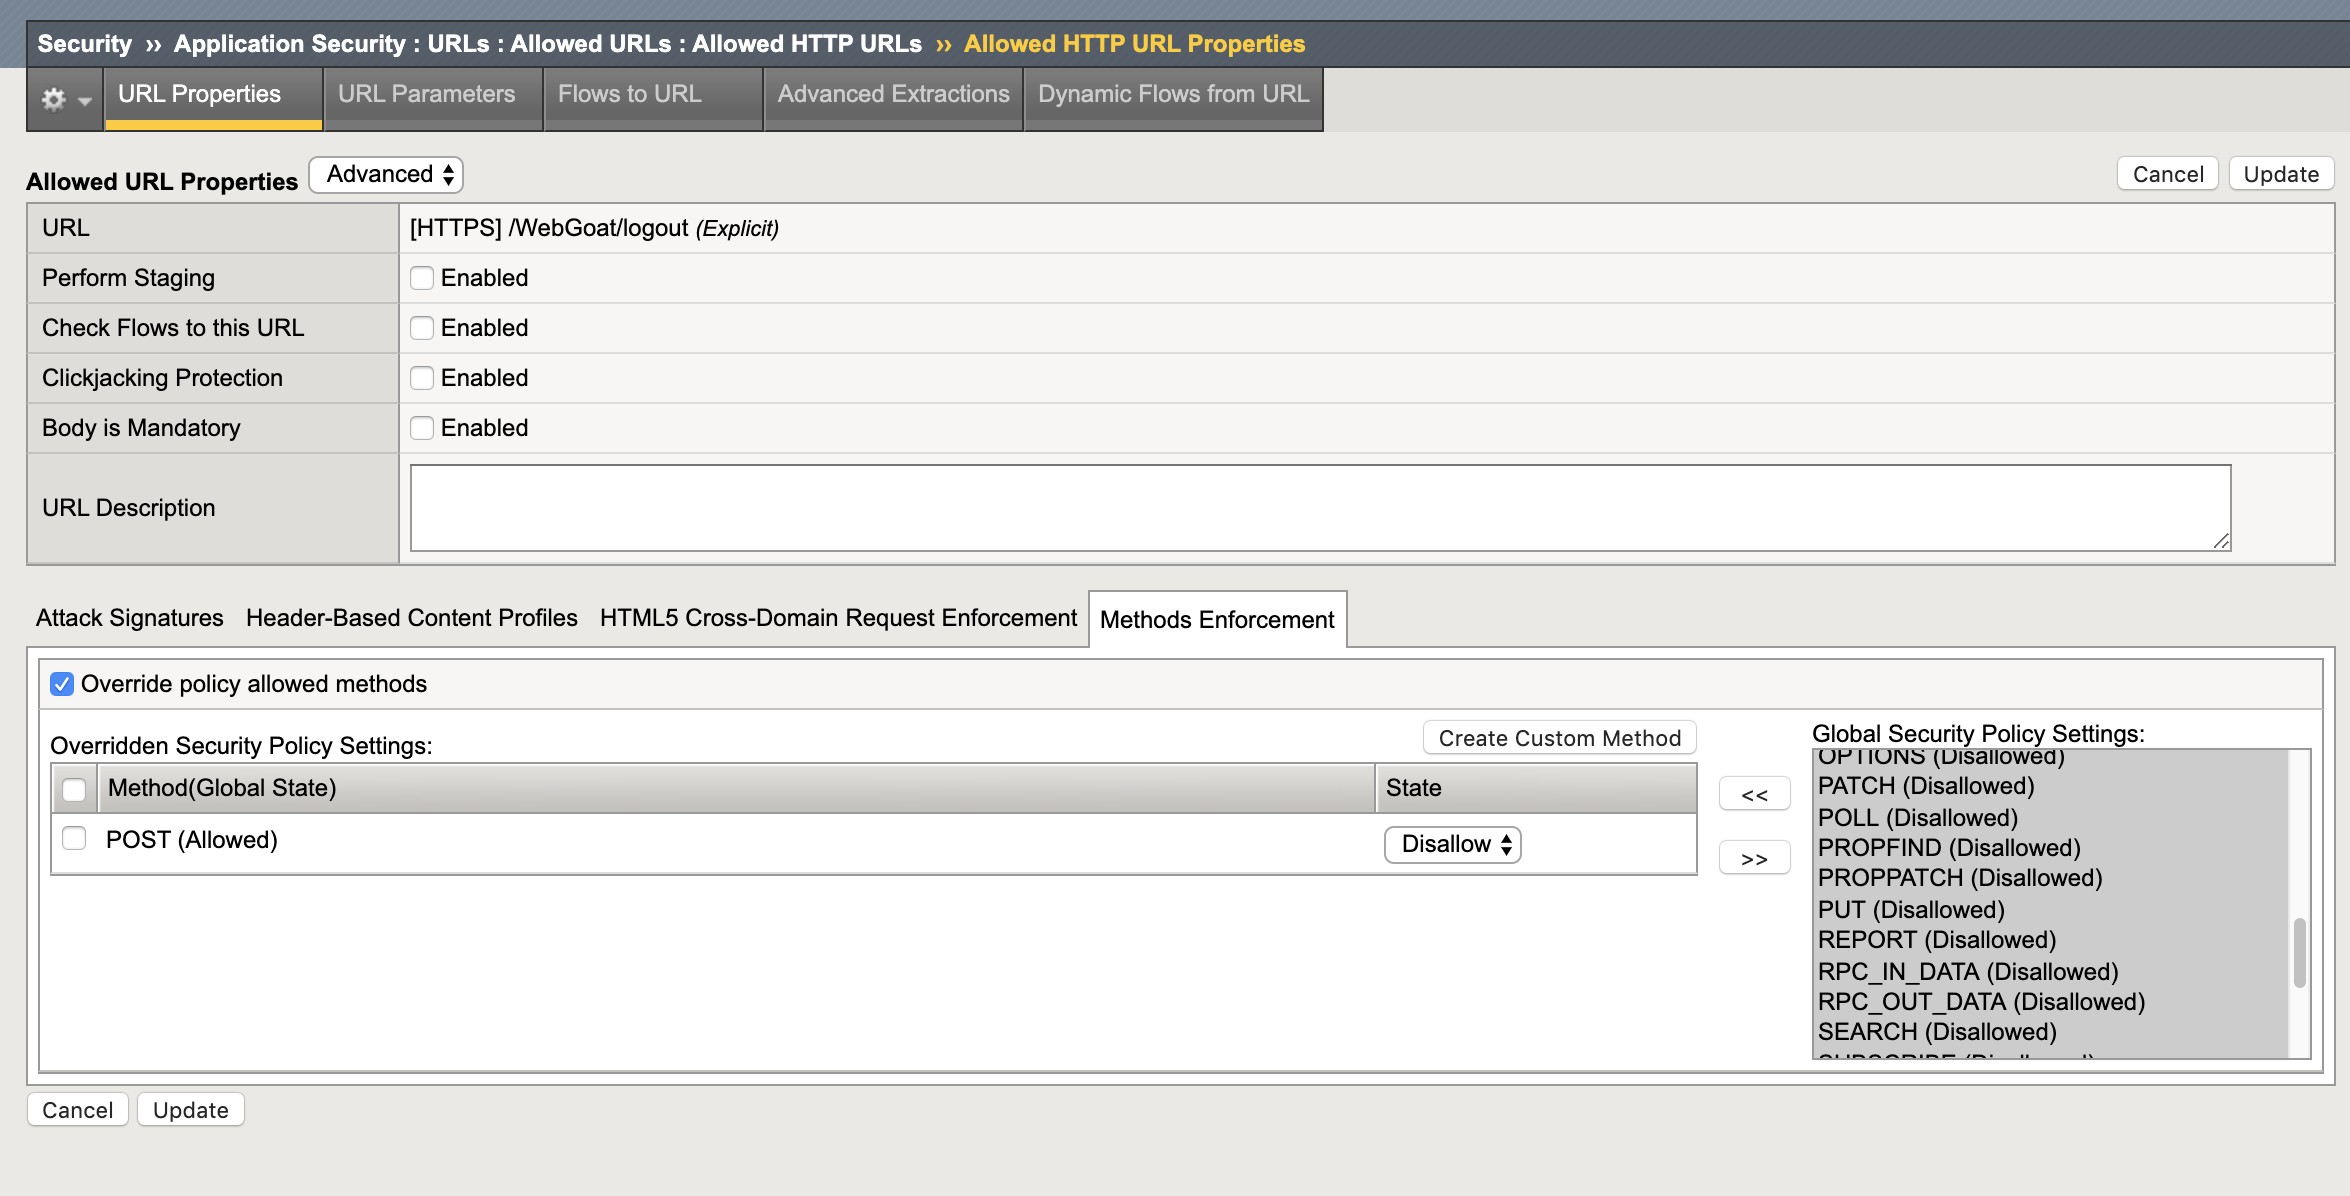 Security ›› Application Security : URLs : Allowed URLs : Allowed HTTP URLs ›› Allowed HTTP URL Properties
URL Properties URL Parameters Flows to URL Advanced Extractions Dynamic Flows from URL
Allowed URL Properties Advanced Cancel Update
URL [HTTPS] /WebGoat/logout (Explicit)
Perform Staging Enabled
Check Flows to this URL Enabled
Clickjacking Protection Enabled
Body is Mandatory Enabled
URL Description
Attack Signatures Header-Based Content Profiles HTML5 Cross-Domain Request Enforcement Methods Enforcement
Override policy allowed methods
Overridden Security Policy Settings: Create Custom Method
Method(Global State) State
POST (Allowed) Disallow
<<
>>
Global Security Policy Settings:
OPTIONS (Disallowed)
PATCH (Disallowed)
POLL (Disallowed)
PROPFIND (Disallowed)
PROPPATCH (Disallowed)
PUT (Disallowed)
REPORT (Disallowed)
RPC_IN_DATA (Disallowed)
RPC_OUT_DATA (Disallowed)
SEARCH (Disallowed)
Cancel Update